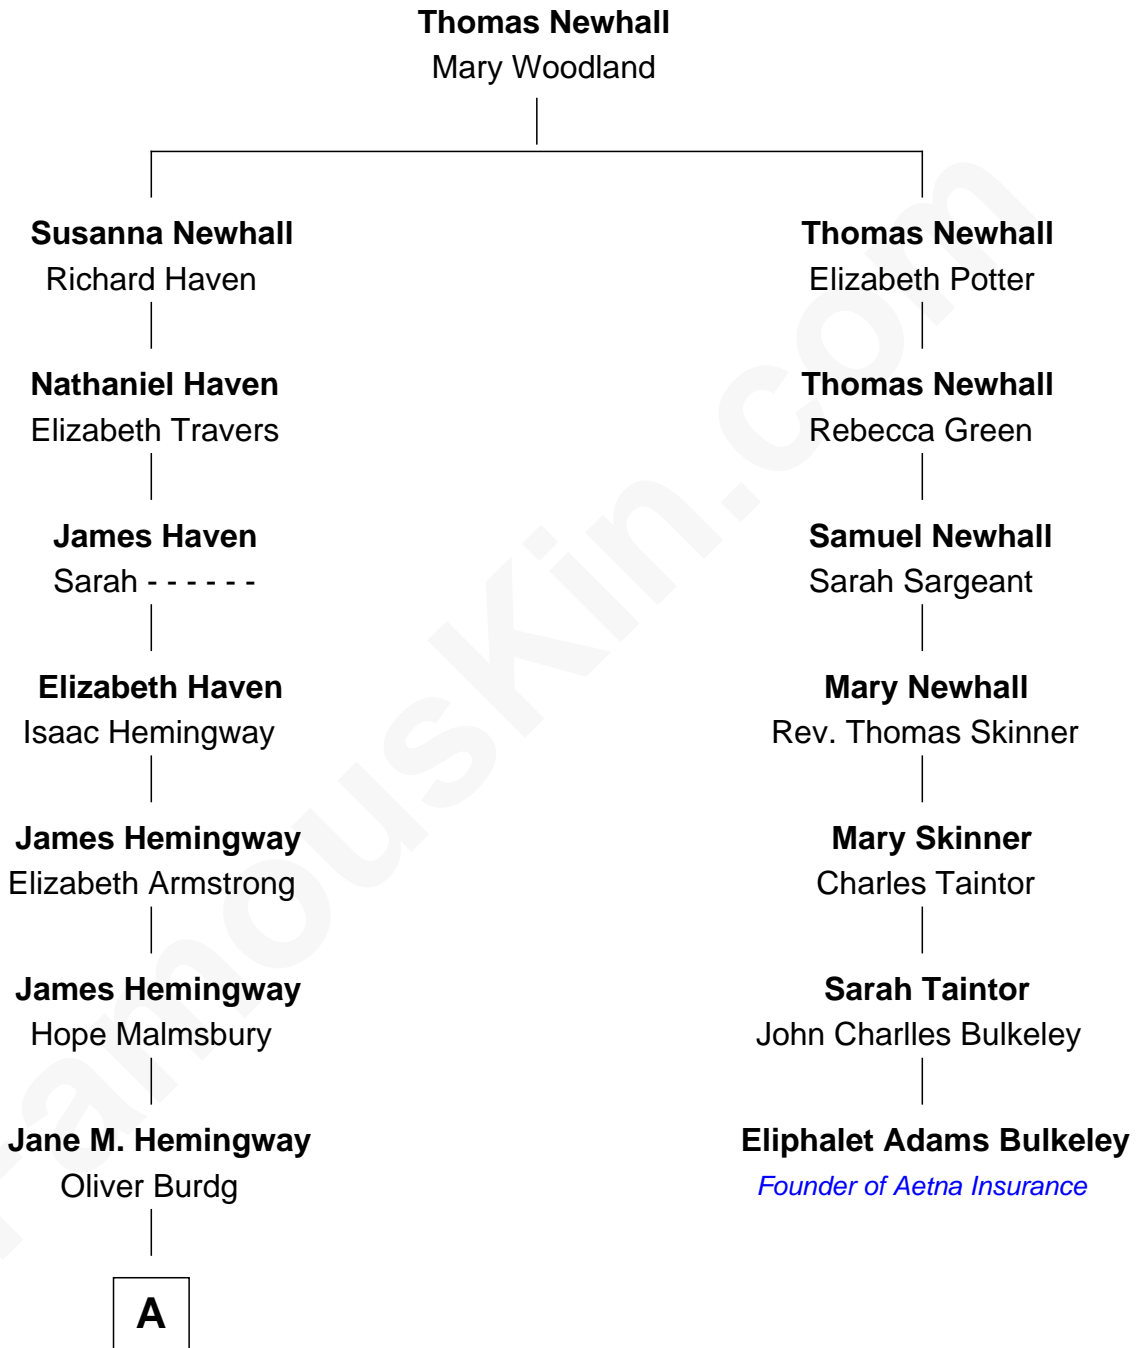 Thomas Newhall
Mary Woodland
Susanna Newhall
Richard Haven
Thomas Newhall
Elizabeth Potter
Nathaniel Haven
Elizabeth Travers
Thomas Newhall
Rebecca Green
James Haven
Sarah - - - - - -
Samuel Newhall
Sarah Sargeant
Elizabeth Haven
Isaac Hemingway
Mary Newhall
Rev. Thomas Skinner
James Hemingway
Elizabeth Armstrong
Mary Skinner
Charles Taintor
James Hemingway
Hope Malmsbury
Sarah Taintor
John Charlles Bulkeley
Jane M. Hemingway
Oliver Burdg
Eliphalet Adams Bulkeley
Founder of Aetna Insurance
A
FamousKin.com